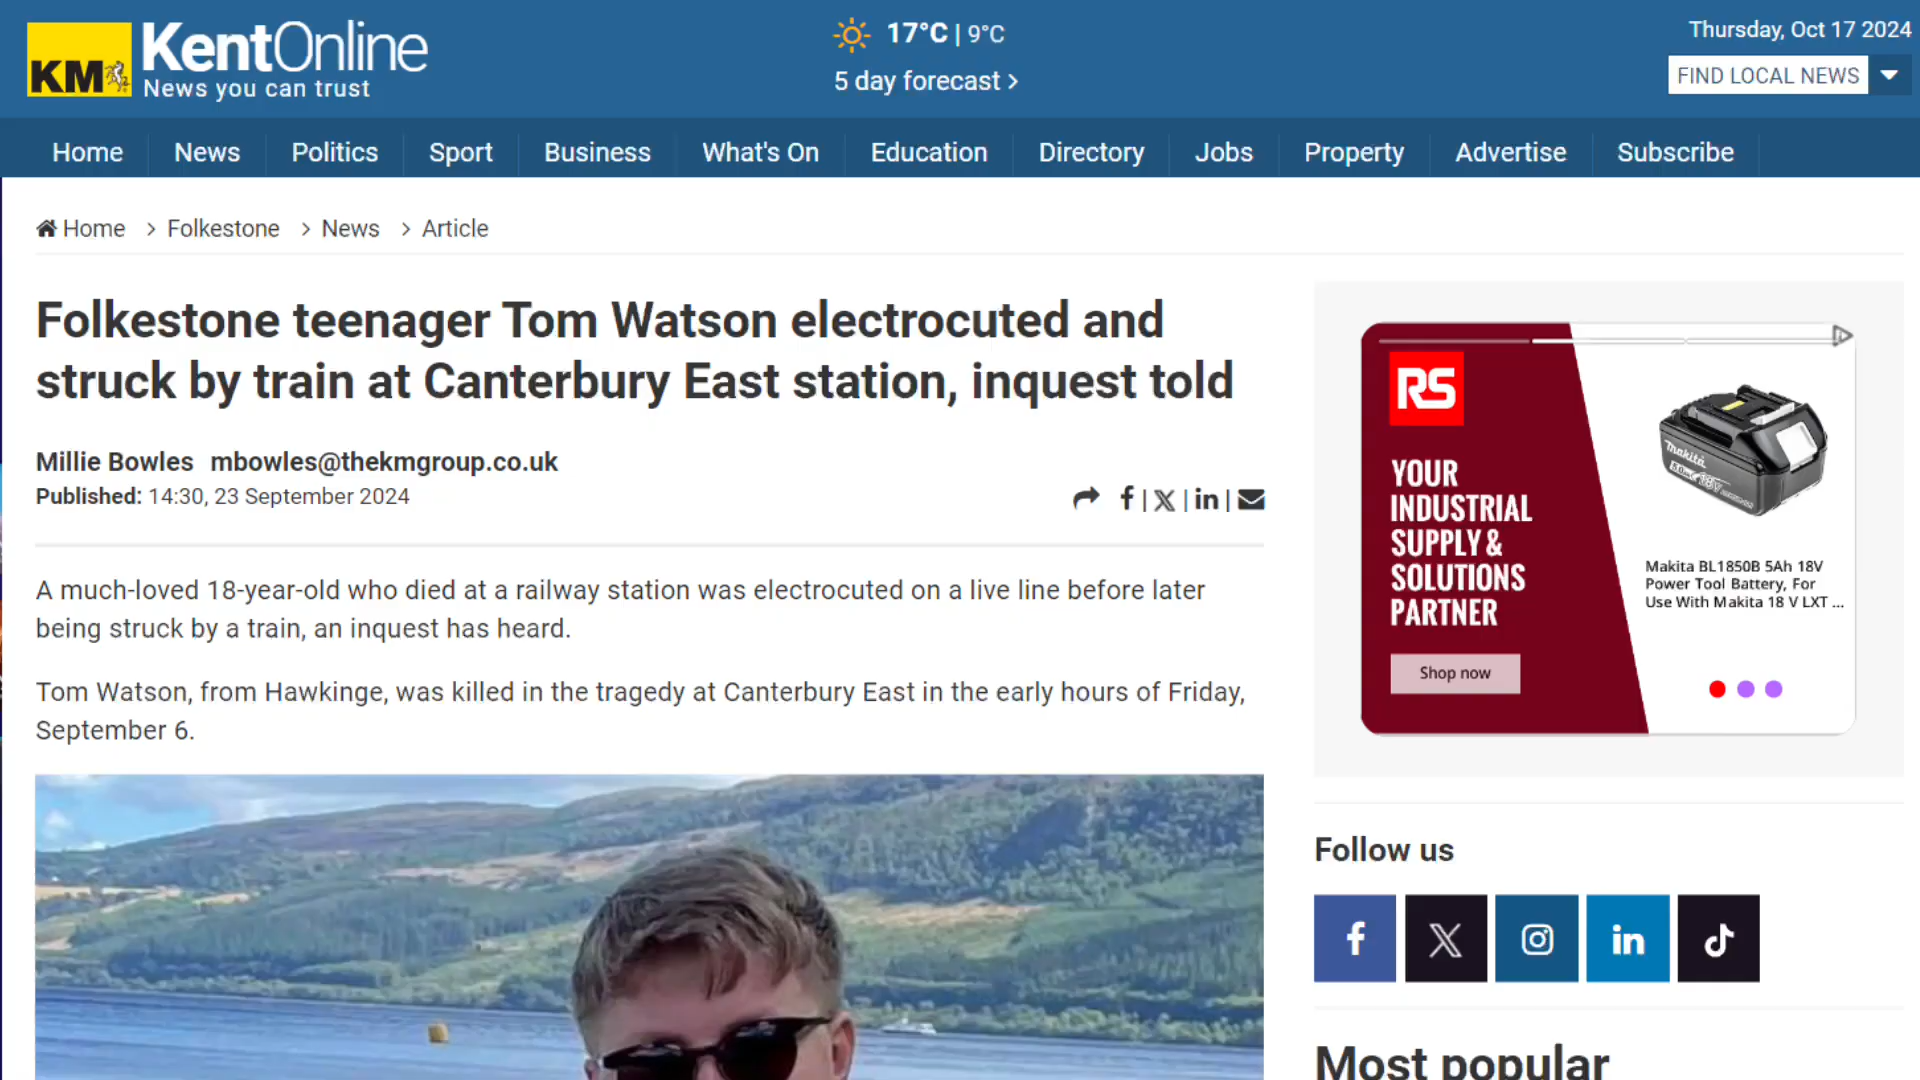 KM KentOnline
News you can trust
17°C | 9°C
5 day forecast
Thursday, Oct 17 2024
FIND LOCAL NEWS
Home News Politics Sport Business What's On Education Directory Jobs Property Advertise Subscribe
Home > Folkestone > News > Article
Folkestone teenager Tom Watson electrocuted and
struck by train at Canterbury East station, inquest told
Millie Bowles mbowles@thekmgroup.co.uk
Published: 14:30, 23 September 2024
A much-loved 18-year-old who died at a railway station was electrocuted on a live line before later
being struck by a train, an inquest has heard.
Tom Watson, from Hawkinge, was killed in the tragedy at Canterbury East in the early hours of Friday,
September 6.
RS
YOUR
INDUSTRIAL
SUPPLY &
SOLUTIONS
PARTNER
Shop now
makita
Makita BL1850B 5Ah 18V
Power Tool Battery, For
Use With Makita 18 V LXT ...
Follow us
Most popular